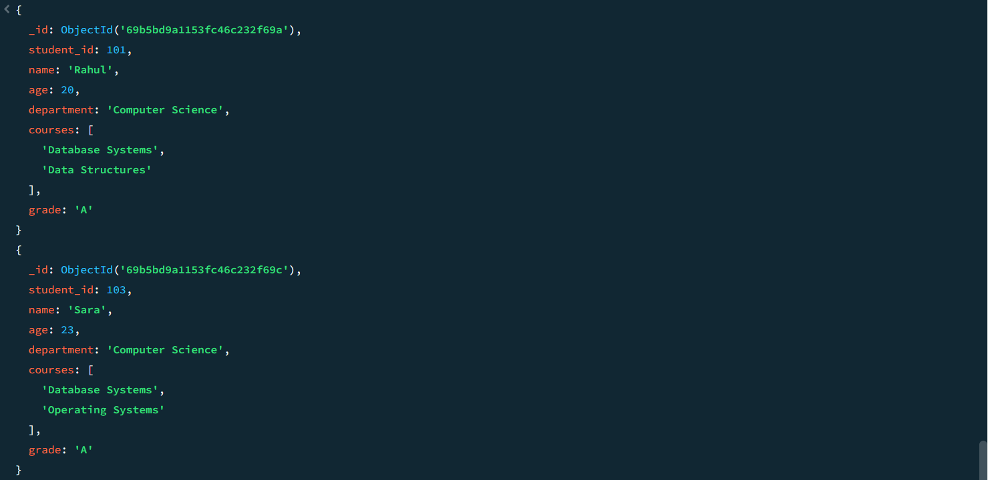 {
  _id: ObjectId('69b5bd9a1153fc46c232f69a'),
  student_id: 101,
  name: 'Rahul',
  age: 20,
  department: 'Computer Science',
  courses: [
    'Database Systems',
    'Data Structures'
  ],
  grade: 'A'
}
{
  _id: ObjectId('69b5bd9a1153fc46c232f69c'),
  student_id: 103,
  name: 'Sara',
  age: 23,
  department: 'Computer Science',
  courses: [
    'Database Systems',
    'Operating Systems'
  ],
  grade: 'A'
}